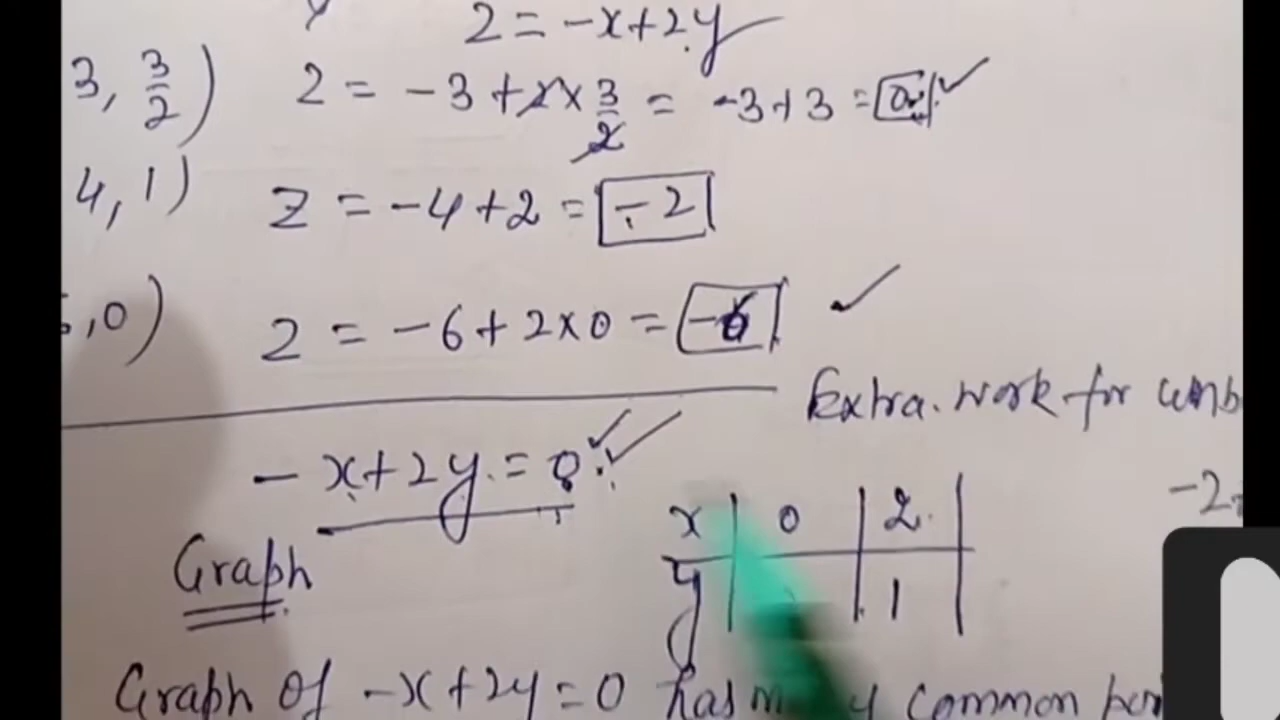 2 = -x+2y
3, 3/2) 2 = -3 + 2 × 3/2 = -3+3 = 0
4, 1) Z = -4+2 = -2
,0) 2 = -6+2×0 = -6
Extra. work for
-x+2y = 0
-2
x | 0 | 2
y | | 1
Graph
Graph Of -x+2y=0 has common